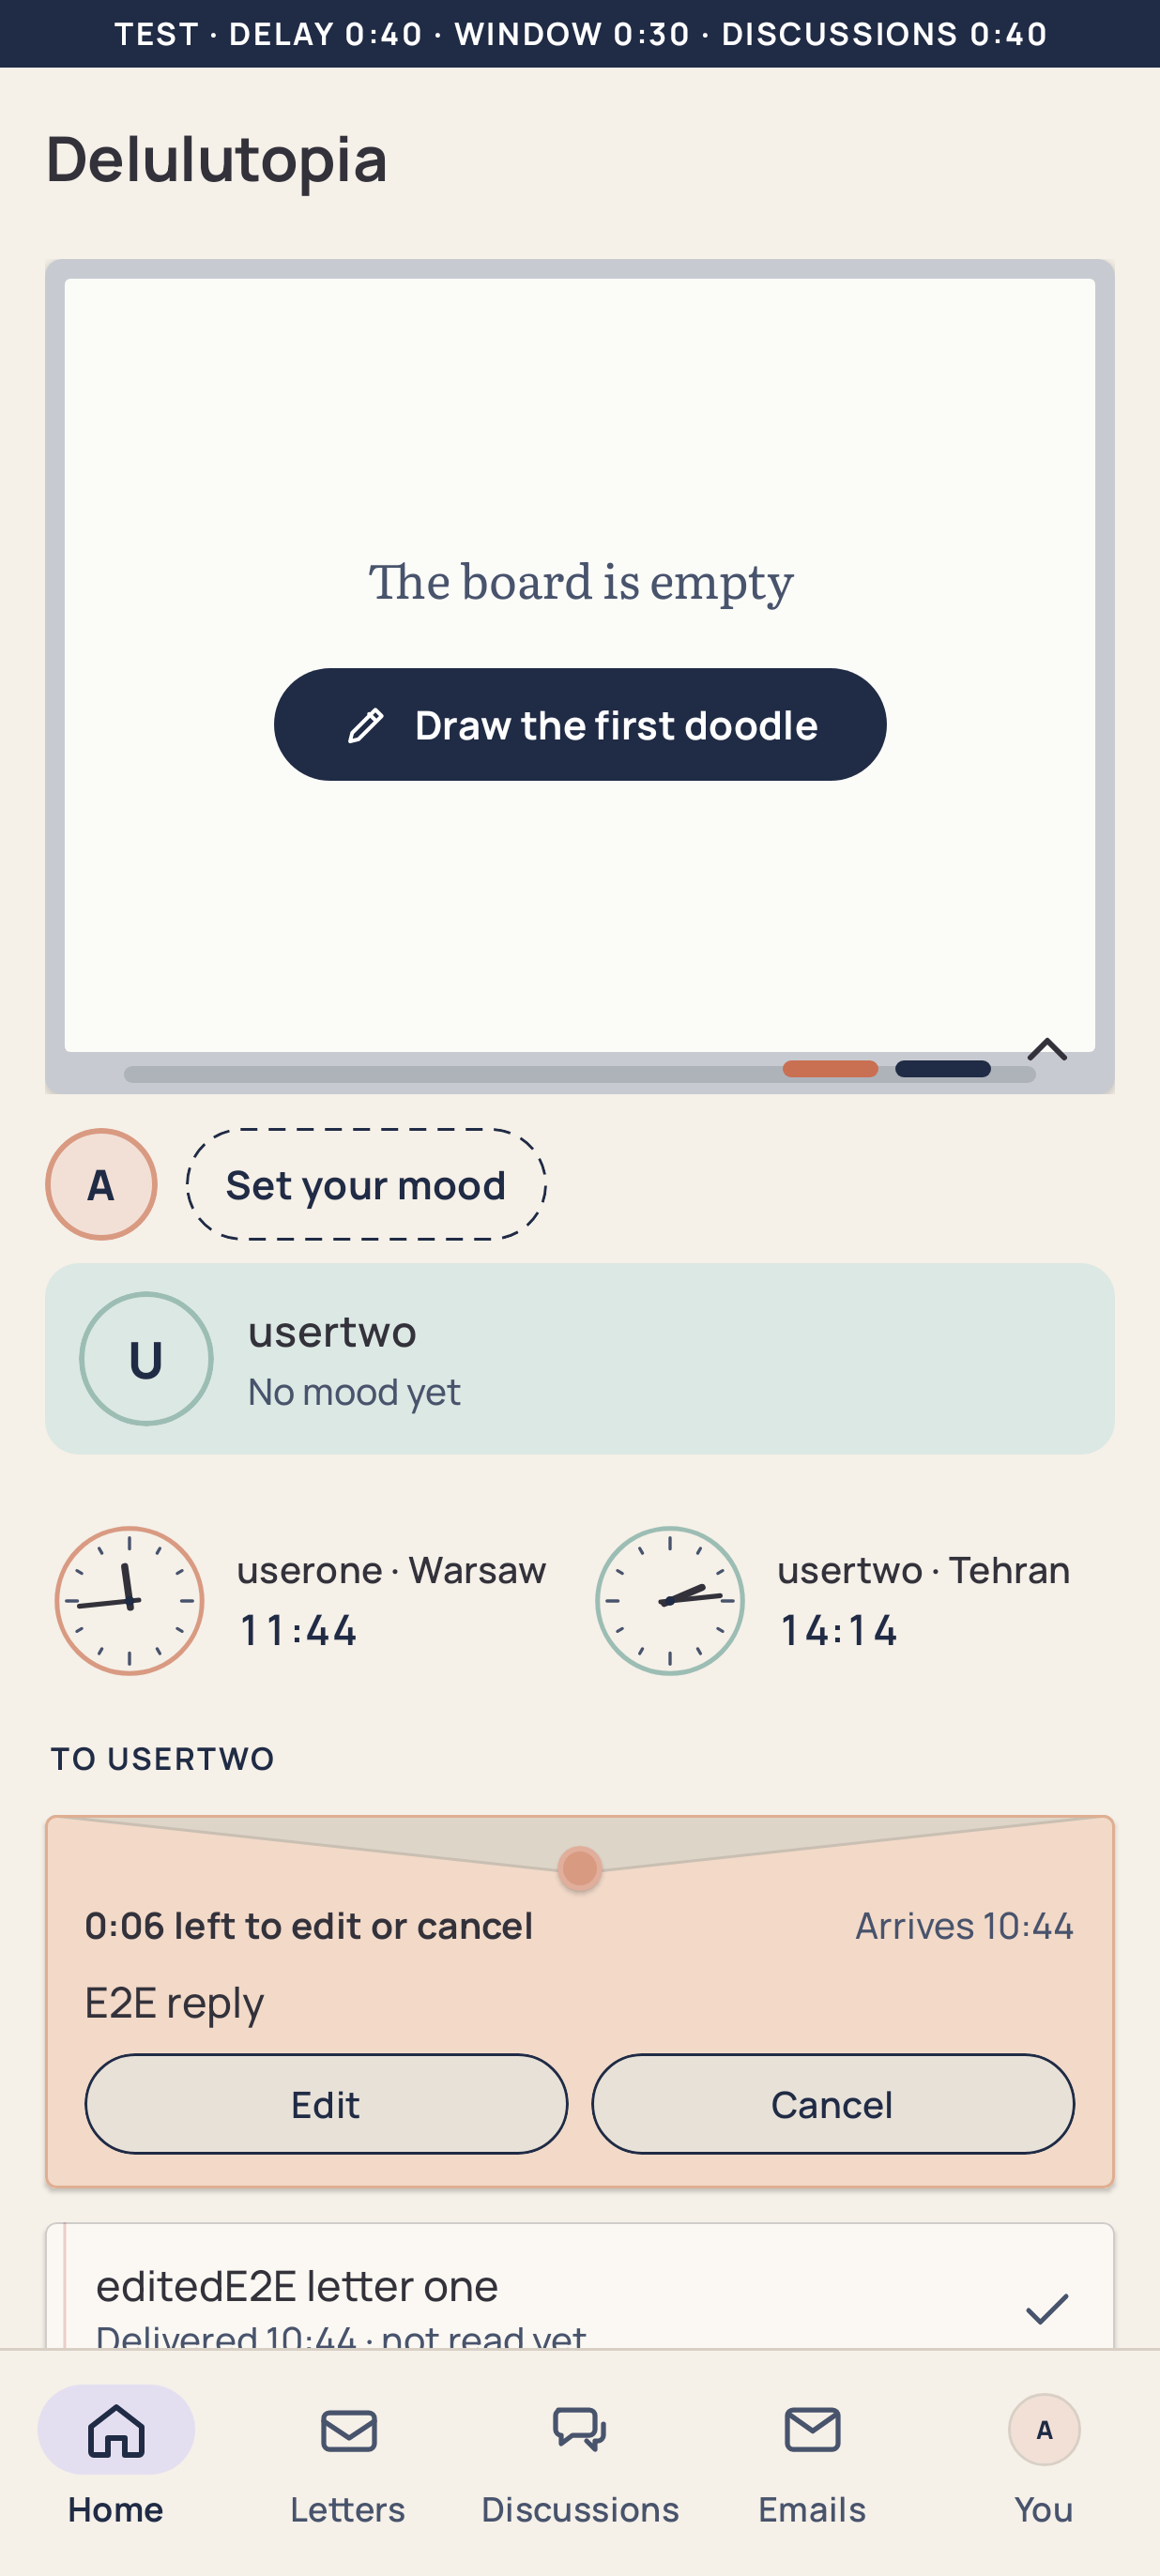 TEST · DELAY 0:40 · WINDOW 0:30 · DISCUSSIONS 0:40
Delulutopia
The board is empty
Draw the first doodle
A
Set your mood
U
usertwo
No mood yet
userone · Warsaw
11:44
usertwo · Tehran
14:14
TO USERTWO
0:06 left to edit or cancel
Arrives 10:44
E2E reply
Edit
Cancel
editedE2E letter one
Delivered 10:44 · not read yet
A
Home
Letters
Discussions
Emails
You